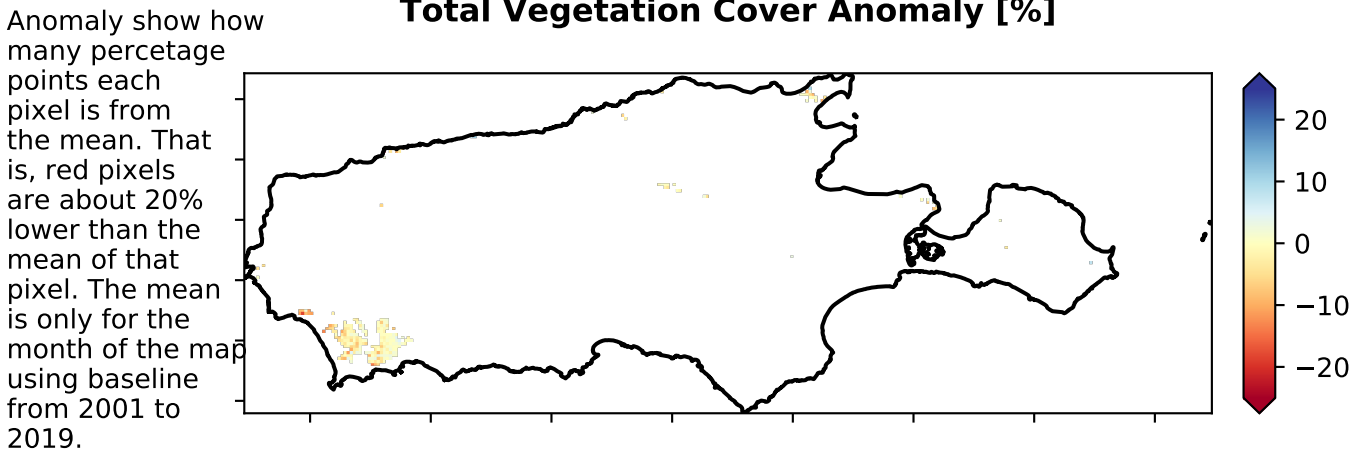 Total Vegetation Cover Anomaly [%]
Anomaly show how
many percetage
points each
pixel is from
the mean. That
is, red pixels
are about 20%
lower than the
mean of that
pixel. The mean
is only for the
month of the map
using baseline
from 2001 to
2019.
20
10
0
−10
−20